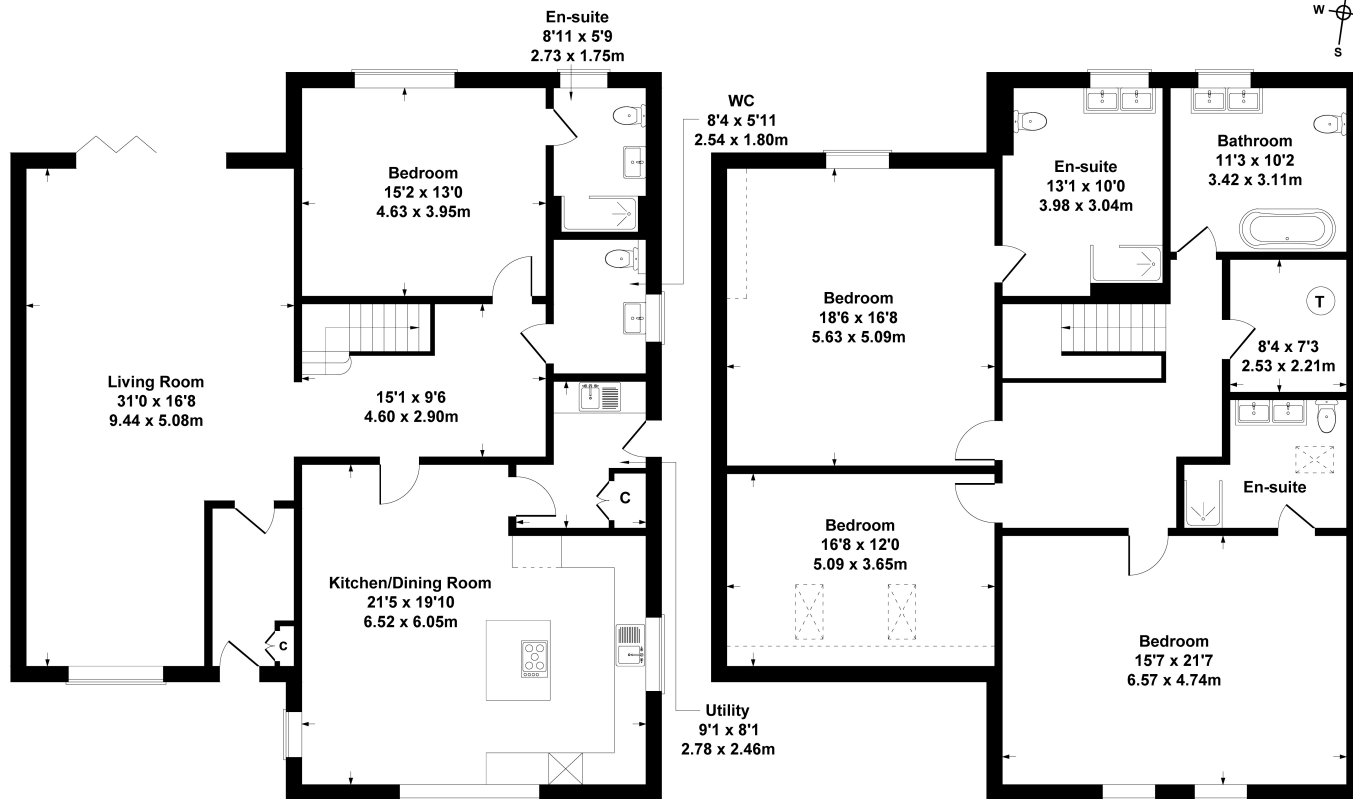 En-suite
8'11 x 5'9
2.73 x 1.75m
W
S
WC
8'4 x 5'11
2.54 x 1.80m
Bedroom
15'2 x 13'0
4.63 x 3.95m
En-suite
13'1 x 10'0
3.98 x 3.04m
Bathroom
11'3 x 10'2
3.42 x 3.11m
Bedroom
18'6 x 16'8
5.63 x 5.09m
T
8'4 x 7'3
2.53 x 2.21m
Living Room
31'0 x 16'8
9.44 x 5.08m
15'1 x 9'6
4.60 x 2.90m
C
En-suite
Bedroom
16'8 x 12'0
5.09 x 3.65m
Kitchen/Dining Room
21'5 x 19'10
6.52 x 6.05m
C
Bedroom
15'7 x 21'7
6.57 x 4.74m
Utility
9'1 x 8'1
2.78 x 2.46m